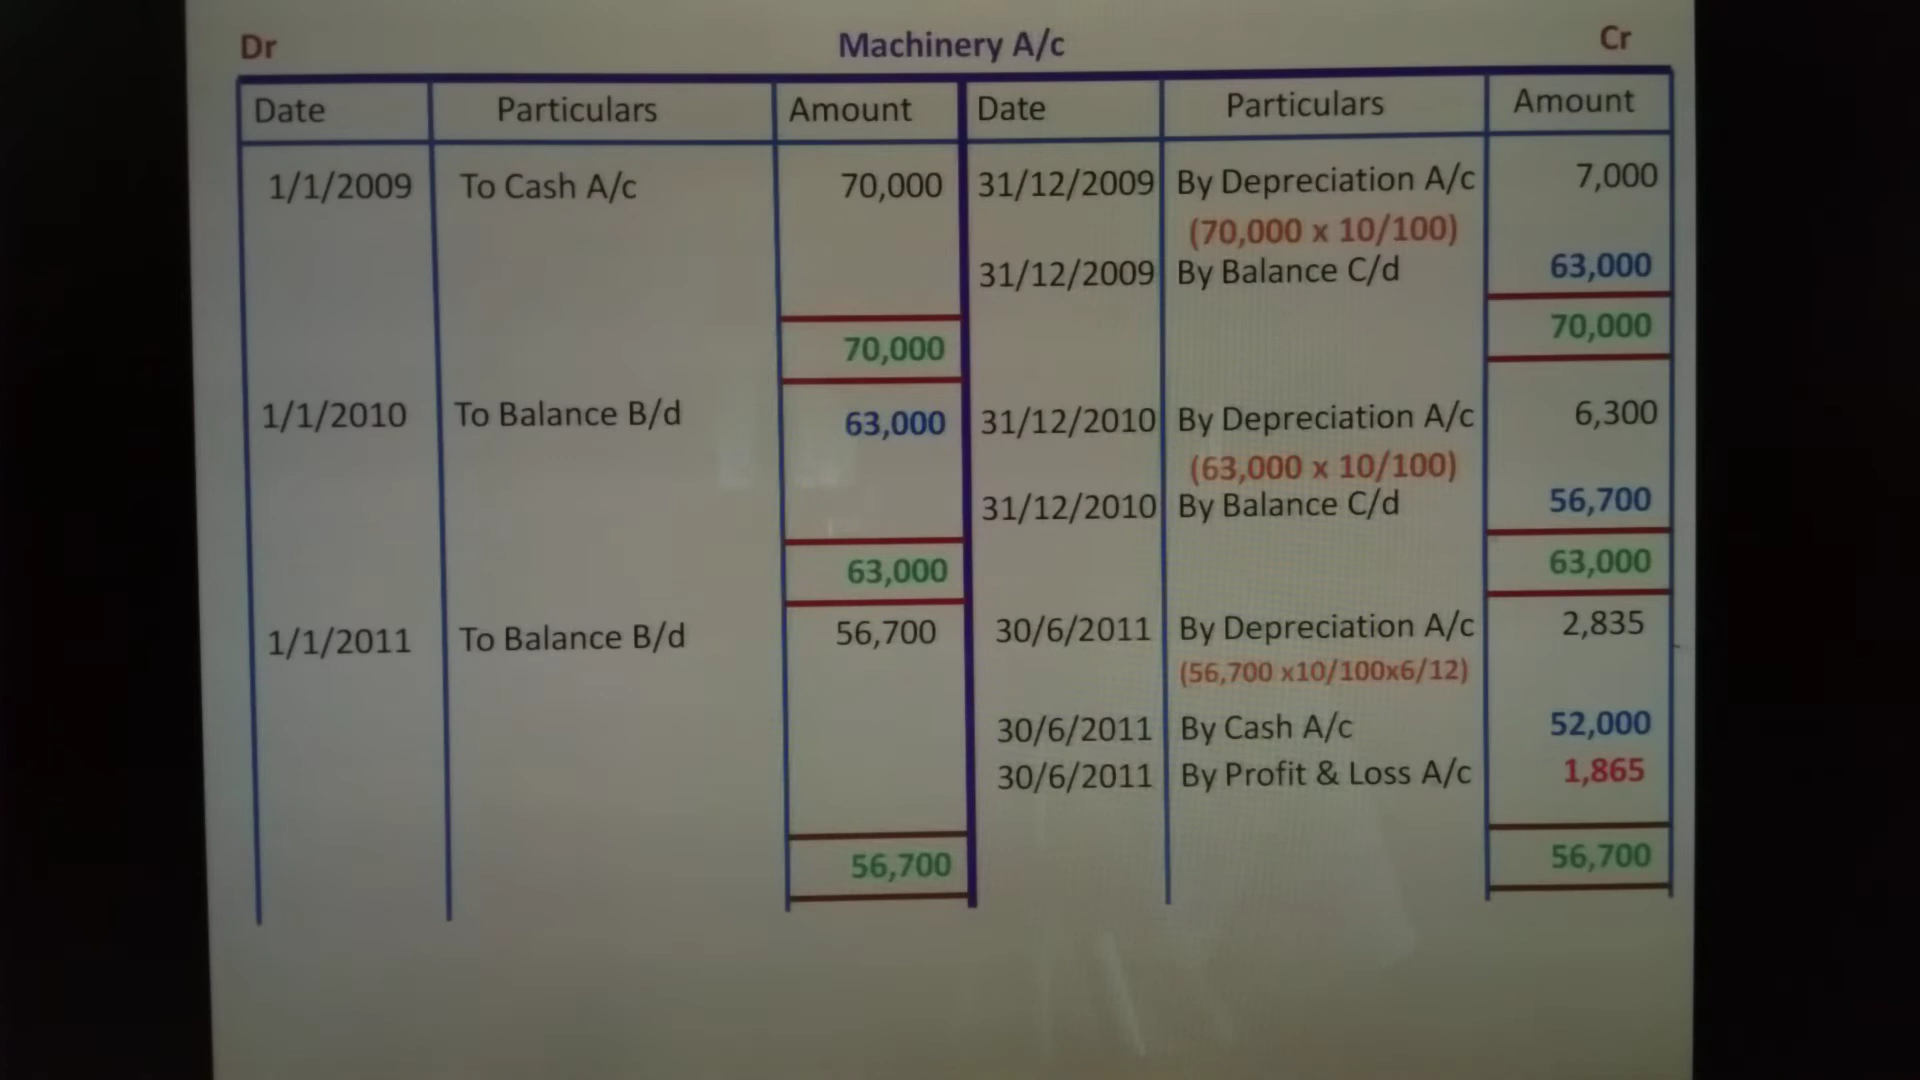 Dr Machinery A/c Cr
Date Particulars Amount Date Particulars Amount
1/1/2009 To Cash A/c 70,000 31/12/2009 By Depreciation A/c 7,000
(70,000 x 10/100)
31/12/2009 By Balance C/d 63,000
70,000 70,000
1/1/2010 To Balance B/d 63,000 31/12/2010 By Depreciation A/c 6,300
(63,000 x 10/100)
31/12/2010 By Balance C/d 56,700
63,000 63,000
1/1/2011 To Balance B/d 56,700 30/6/2011 By Depreciation A/c 2,835
(56,700 x10/100x6/12)
30/6/2011 By Cash A/c 52,000
30/6/2011 By Profit & Loss A/c 1,865
56,700 56,700